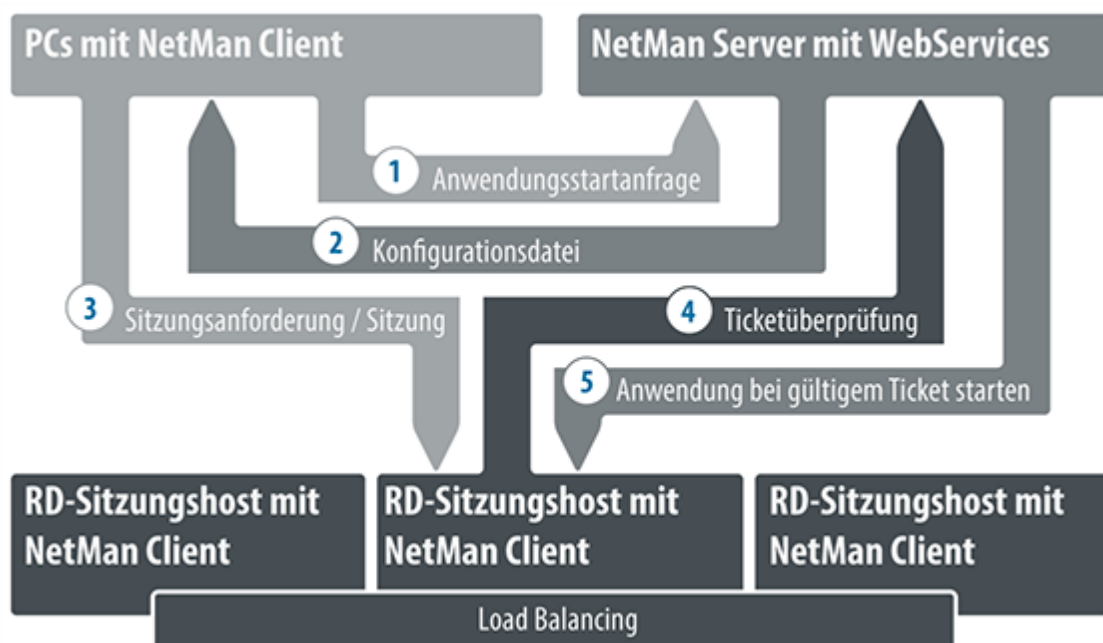 PCs mit NetMan Client
NetMan Server mit WebServices
1 Anwendungsstartanfrage
2 Konfigurationsdatei
3 Sitzungsanforderung / Sitzung
4 Ticketüberprüfung
5 Anwendung bei gültigem Ticket starten
RD-Sitzungshost mit
NetMan Client
RD-Sitzungshost mit
NetMan Client
RD-Sitzungshost mit
NetMan Client
Load Balancing